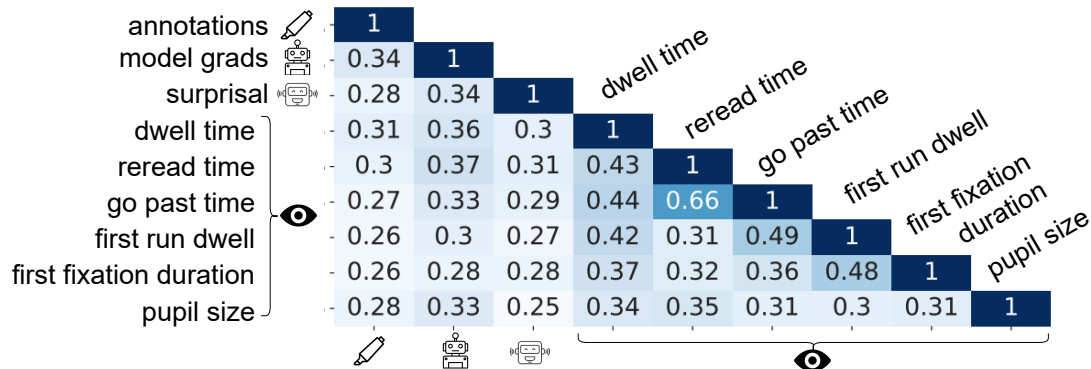 annotations 1
model grads 0.34 1
surprisal 0.28 0.34 1 dwell time
dwell time 0.31 0.36 0.3 1 reread time
reread time 0.3 0.37 0.31 0.43 1 go past time
go past time 0.27 0.33 0.29 0.44 0.66 1 first run dwell
first run dwell 0.26 0.3 0.27 0.42 0.31 0.49 1 first fixation duration
first fixation duration 0.26 0.28 0.28 0.37 0.32 0.36 0.48 1 pupil size
pupil size 0.28 0.33 0.25 0.34 0.35 0.31 0.3 0.31 1